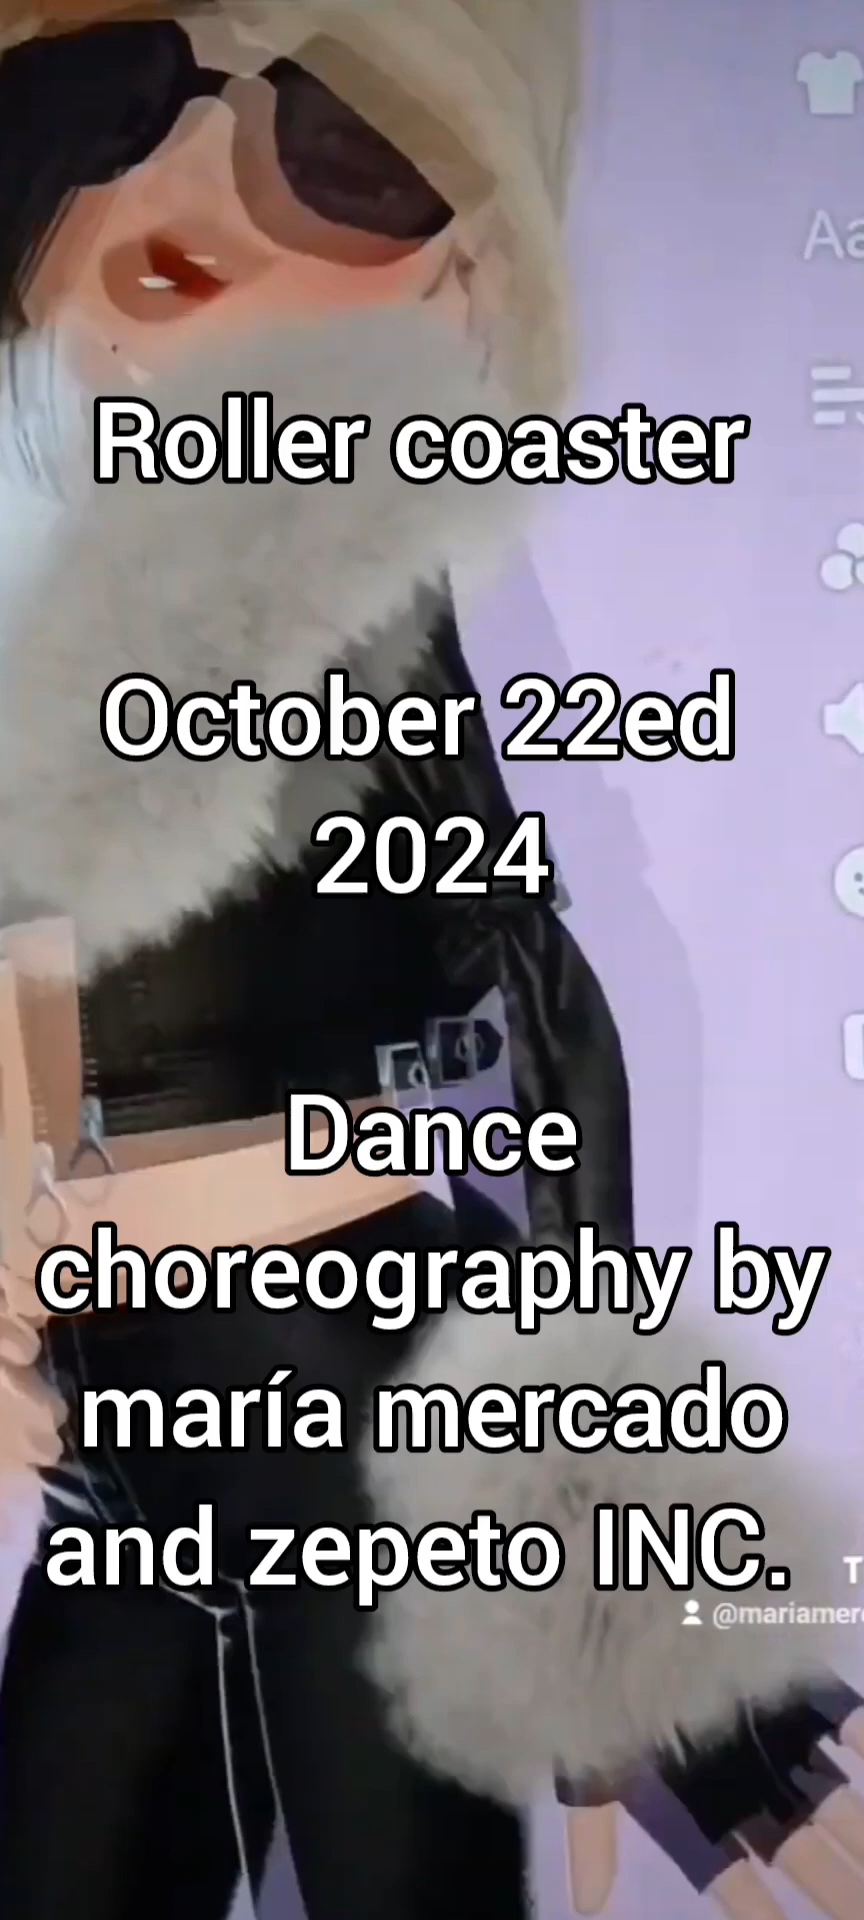 Aa
Roller coaster
October 22ed
2024
Dance
choreography by
maría mercado
and zepeto INC.
T
@mariamer